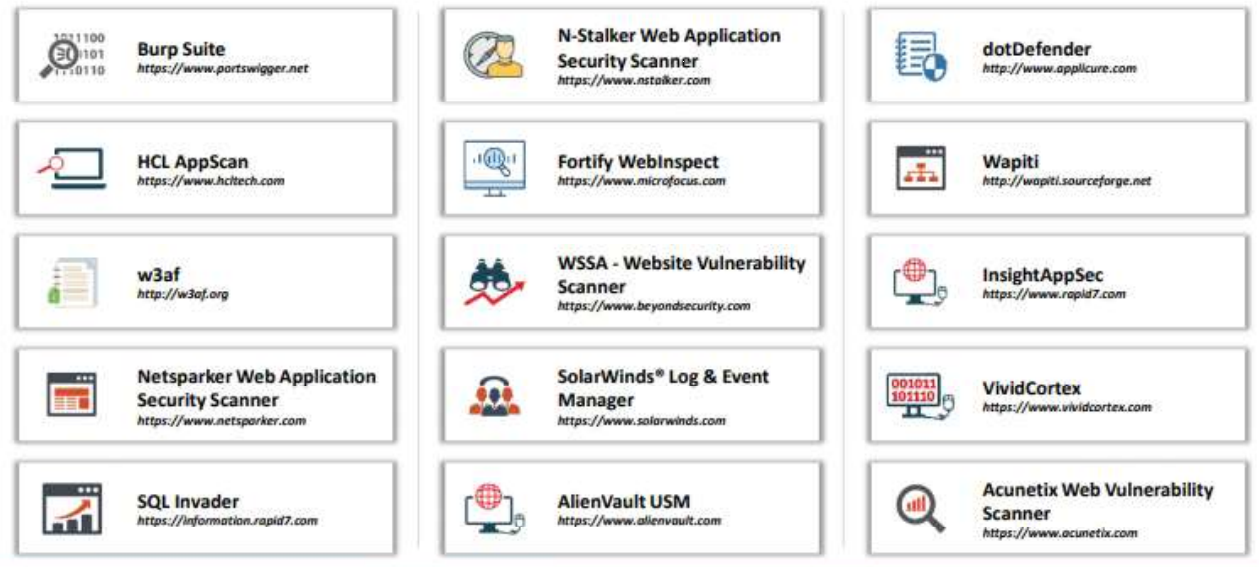 Burp Suite
https://www.portswigger.net
HCL AppScan
https://www.hcltech.com
w3af
http://w3af.org
Netsparker Web Application
Security Scanner
https://www.netsparker.com
SQL Invader
https://information.rapid7.com
N-Stalker Web Application
Security Scanner
https://www.nstalker.com
Fortify WebInspect
https://www.microfocus.com
WSSA - Website Vulnerability
Scanner
https://www.beyondsecurity.com
SolarWinds® Log & Event
Manager
https://www.solarwinds.com
AlienVault USM
https://www.alienvault.com
dotDefender
http://www.applicure.com
Wapiti
http://wapiti.sourceforge.net
InsightAppSec
https://www.rapid7.com
001011
101110
VividCortex
https://www.vividcortex.com
Acunetix Web Vulnerability
Scanner
https://www.acunetix.com